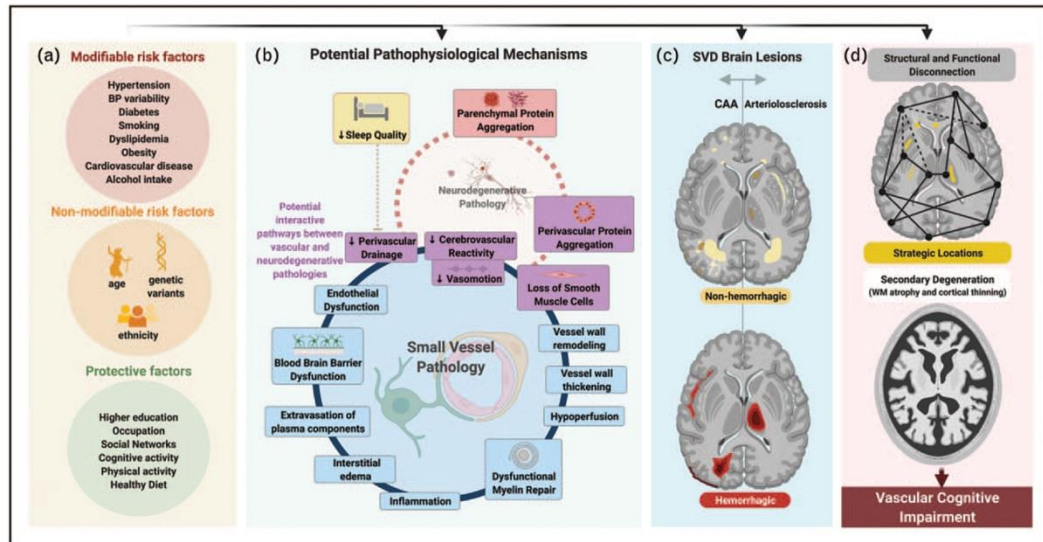 (a)
Modifiable risk factors
Hypertension
BP variability
Diabetes
Smoking
Dyslipidemia
Obesity
Cardiovascular disease
Alcohol intake
Non-modifiable risk factors
age
genetic
variants
ethnicity
Protective factors
Higher education
Occupation
Social Networks
Cognitive activity
Physical activity
Healthy Diet
(b)
Potential Pathophysiological Mechanisms
↓Sleep Quality
Parenchymal Protein
Aggregation
Neurodegenerative
Pathology
Potential
interactive
pathways between
vascular and
neurodegenerative
pathologies
↓ Perivascular
Drainage
↓ Cerebrovascular
Reactivity
↓ Vasomotion
Perivascular Protein
Aggregation
Loss of Smooth
Muscle Cells
Endothelial
Dysfunction
Blood Brain Barrier
Dysfunction
Extravasation of
plasma components
Interstitial
edema
Inflammation
Dysfunctional
Myelin Repair
Hypoperfusion
Vessel wall
thickening
Vessel wall
remodeling
Small Vessel
Pathology
(c)
SVD Brain Lesions
CAA
Arteriolosclerosis
Non-hemorrhagic
Hemorrhagic
(d)
Structural and Functional
Disconnection
Strategic Locations
Secondary Degeneration
(WM atrophy and cortical thinning)
Vascular Cognitive
Impairment